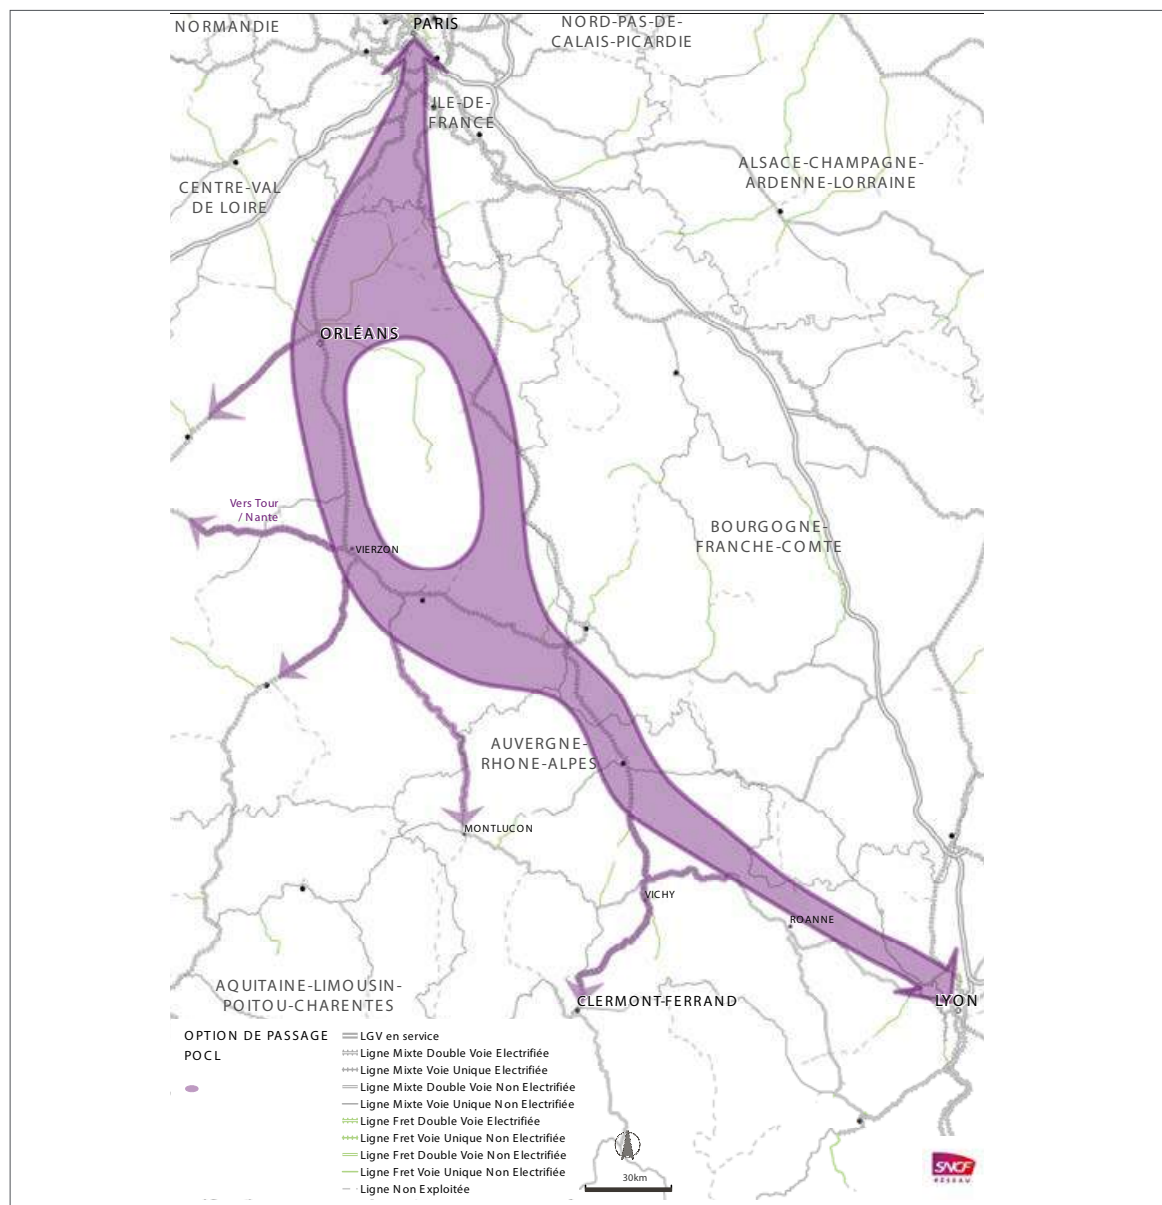 NORMANDIE
PARIS
NORD-PAS-DE-
CALAIS-PICARDIE
ILE-DE-
FRANCE
ALSACE-CHAMPAGNE-
ARDENNE-LORRAINE
CENTRE-VAL
DE LOIRE
ORLÉANS
Vers Tour
/ Nante
VIERZON
BOURGOGNE-
FRANCHE-COMTE
AUVERGNE-
RHONE-ALPES
MONTLUCON
VICHY
ROANNE
AQUITAINE-LIMOUSIN-
POITOU-CHARENTES
CLERMONT-FERRAND
LYON
OPTION DE PASSAGE
POCL
LGV en service
Ligne Mixte Double Voie Electrifiée
Ligne Mixte Voie Unique Electrifiée
Ligne Mixte Double Voie Non Electrifiée
Ligne Mixte Voie Unique Non Electrifiée
Ligne Fret Double Voie Electrifiée
Ligne Fret Voie Unique Non Electrifiée
Ligne Fret Double Voie Non Electrifiée
Ligne Fret Voie Unique Non Electrifiée
Ligne Non Exploitée
30km
SNCF
RÉSEAU